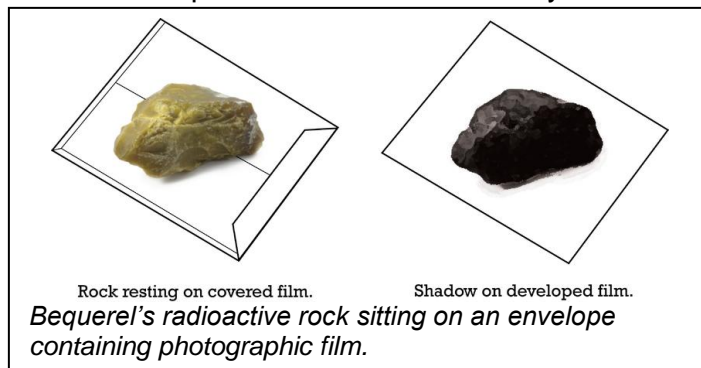 Rock resting on covered film.
Shadow on developed film.
Bequerel’s radioactive rock sitting on an envelope
containing photographic film.